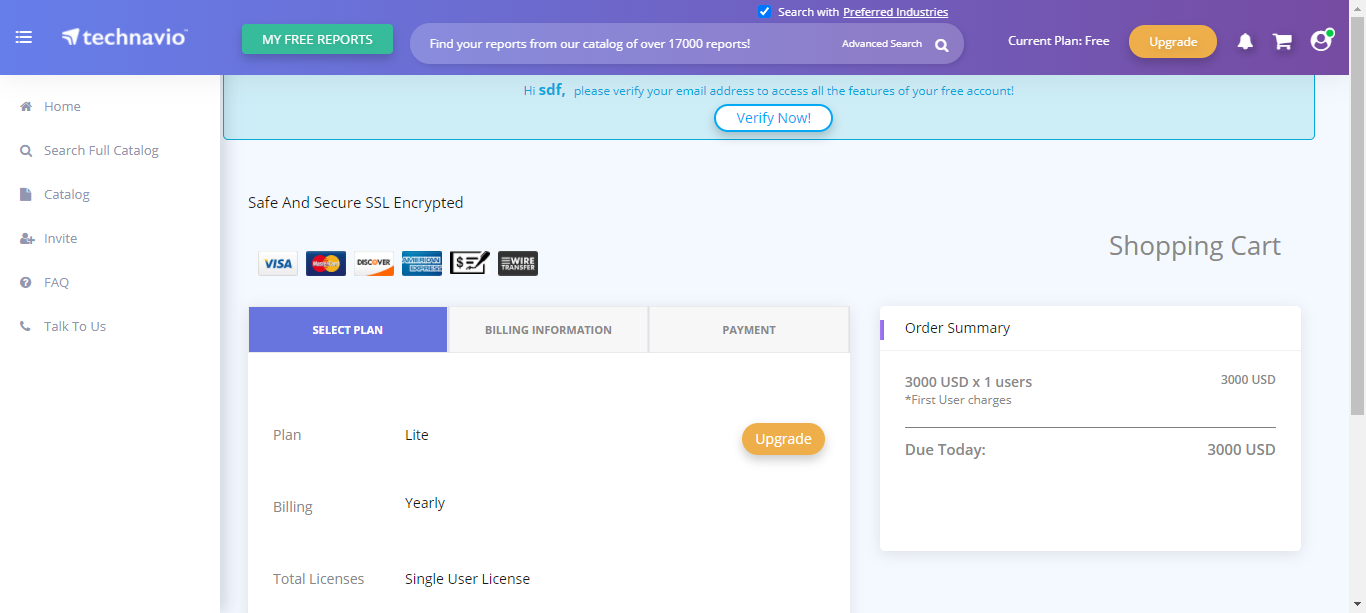 Search with Preferred Industries
technavio
MY FREE REPORTS
Find your reports from our catalog of over 17000 reports!
Advanced Search
Current Plan: Free
Upgrade
Home
Search Full Catalog
Catalog
Invite
FAQ
Talk To Us
Hi sdf, please verify your email address to access all the features of your free account!
Verify Now!
Safe And Secure SSL Encrypted
VISA
MasterCard
DISCOVER
AMERICAN EXPRESS
$
WIRE TRANSFER
Shopping Cart
SELECT PLAN
BILLING INFORMATION
PAYMENT
Plan
Lite
Upgrade
Billing
Yearly
Total Licenses
Single User License
Order Summary
3000 USD x 1 users
3000 USD
*First User charges
Due Today:
3000 USD